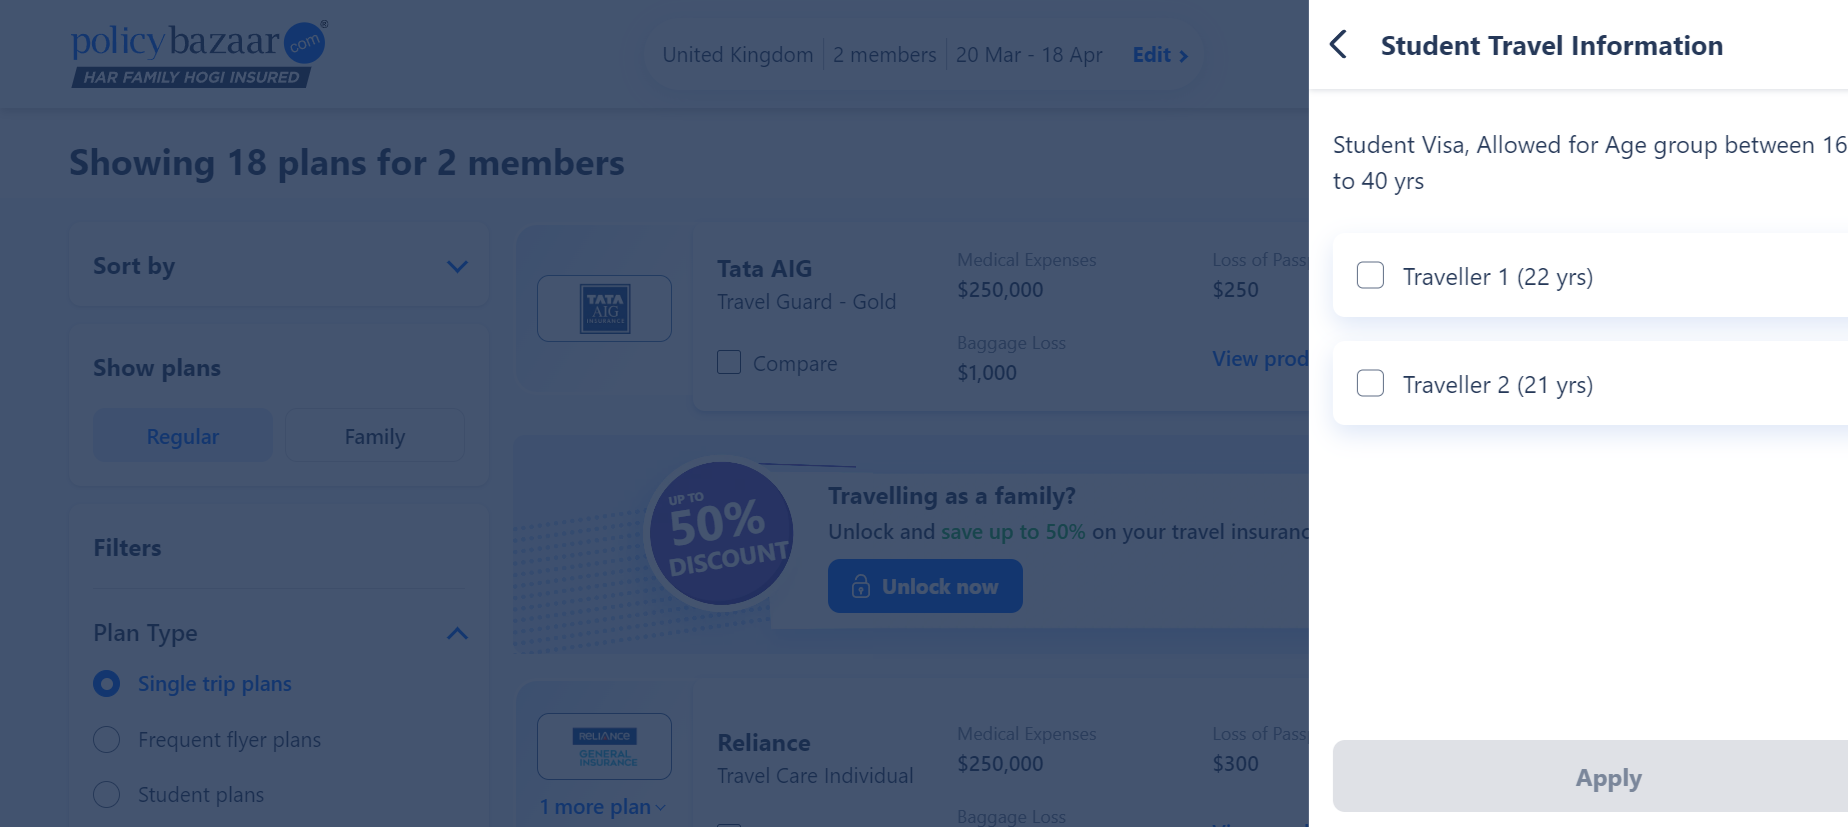 policybazaar.com®
HAR FAMILY HOGI INSURED
United Kingdom 2 members 20 Mar - 18 Apr Edit
Showing 18 plans for 2 members
Sort by
Show plans
Regular Family
Filters
Plan Type
Single trip plans
Frequent flyer plans
Student plans
TATA
AIG
INSURANCE
Tata AIG
Travel Guard - Gold
Compare
Medical Expenses
$250,000
Baggage Loss
$1,000
Loss of Pass
$250
View prod
UP TO
50%
DISCOUNT
Travelling as a family?
Unlock and save up to 50% on your travel insuranc
Unlock now
RELIANCE
GENERAL
INSURANCE
1 more plan
Reliance
Travel Care Individual
Medical Expenses
$250,000
Baggage Loss
Loss of Pass
$300
Student Travel Information
Student Visa, Allowed for Age group between 16
to 40 yrs
Traveller 1 (22 yrs)
Traveller 2 (21 yrs)
Apply